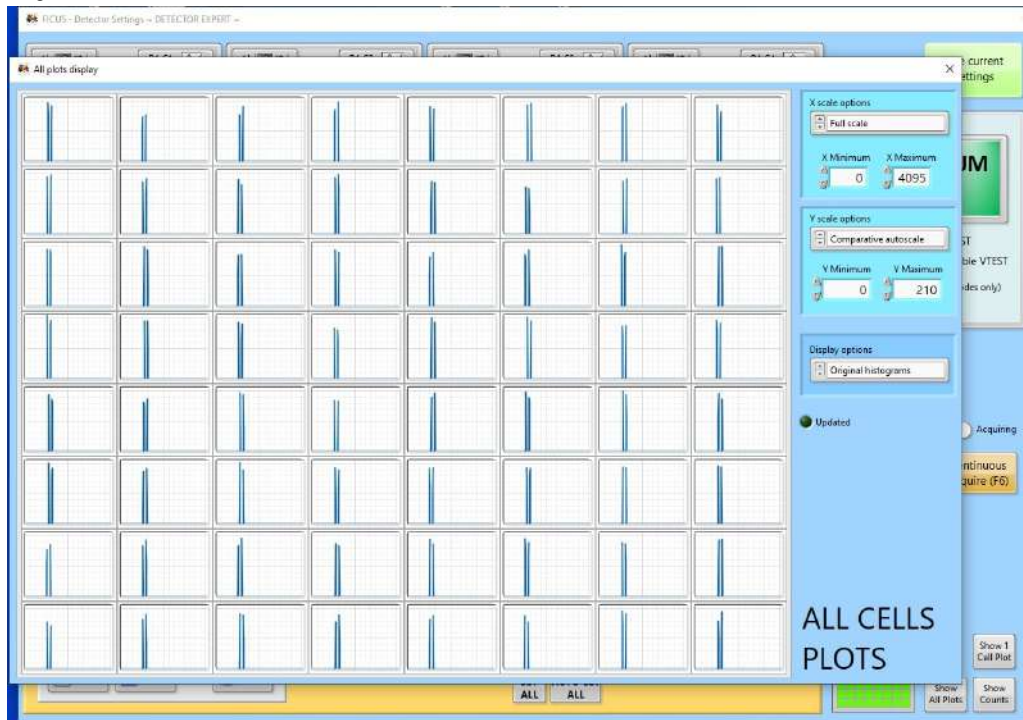 FICUS - Detector Settings -- DETECTOR EXPERT --
All plots display
current
ettings
X scale options
Full scale
X Minimum X Maximum
0 4095
UM
Y scale options
Comparative autoscale
ST
ble VTEST
Y Minimum Y Maximum
des only)
0 210
Display options
Original histograms
Updated
Acquiring
ntinuous
quire (F6)
ALL CELLS
PLOTS
Show 1
Cell Plot
ALL ALL
Show
All Plots
Show
Counts